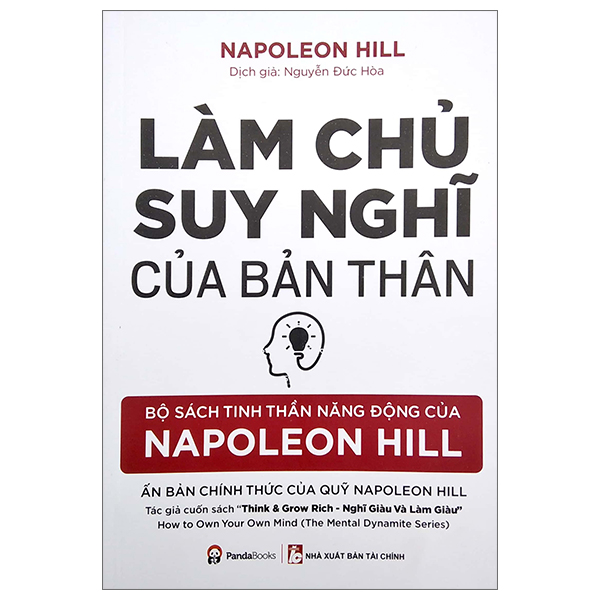 NAPOLEON HILL
Dịch giả: Nguyễn Đức Hòa
LÀM CHỦ
SUY NGHĨ
CỦA BẢN THÂN
BỘ SÁCH TINH THẦN NĂNG ĐỘNG CỦA
NAPOLEON HILL
ẤN BẢN CHÍNH THỨC CỦA QUỸ NAPOLEON HILL
Tác giả cuốn sách "Think & Grow Rich - Nghĩ Giàu Và Làm Giàu"
How to Own Your Own Mind (The Mental Dynamite Series)
PandaBooks
NHÀ XUẤT BẢN TÀI CHÍNH